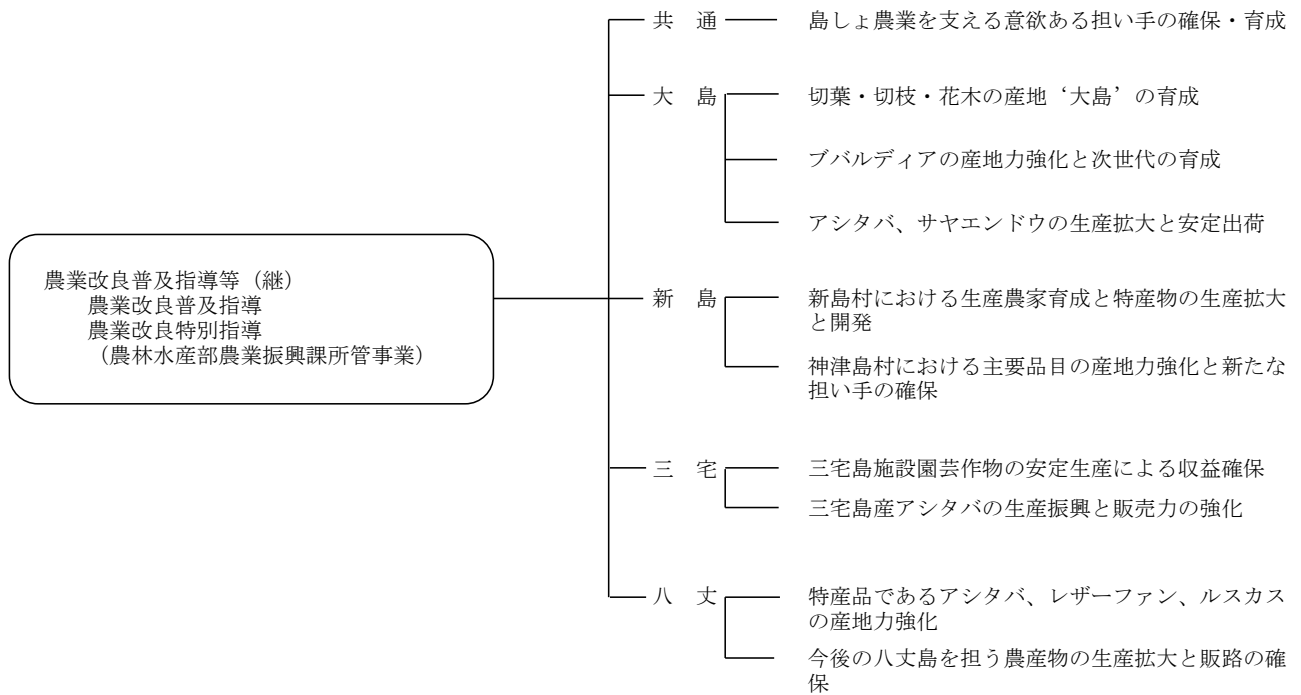 農業改良普及指導等（継）
農業改良普及指導
農業改良特別指導
（農林水産部農業振興課所管事業）
共　通
島しょ農業を支える意欲ある担い手の確保・育成
大　島
切葉・切枝・花木の産地‘大島’の育成
ブバルディアの産地力強化と次世代の育成
アシタバ、サヤエンドウの生産拡大と安定出荷
新　島
新島村における生産農家育成と特産物の生産拡大
と開発
神津島村における主要品目の産地力強化と新たな
担い手の確保
三　宅
三宅島施設園芸作物の安定生産による収益確保
三宅島産アシタバの生産振興と販売力の強化
八　丈
特産品であるアシタバ、レザーファン、ルスカス
の産地力強化
今後の八丈島を担う農産物の生産拡大と販路の確
保